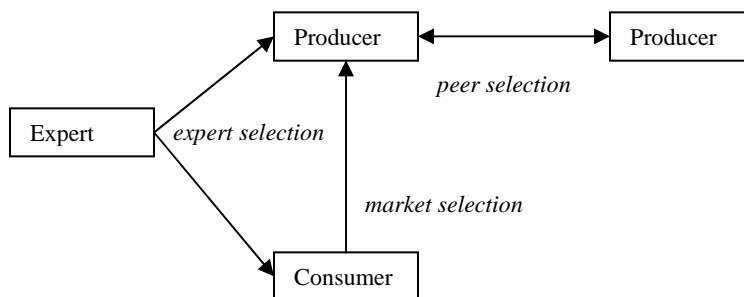 Producer
Producer
peer selection
Expert
expert selection
market selection
Consumer